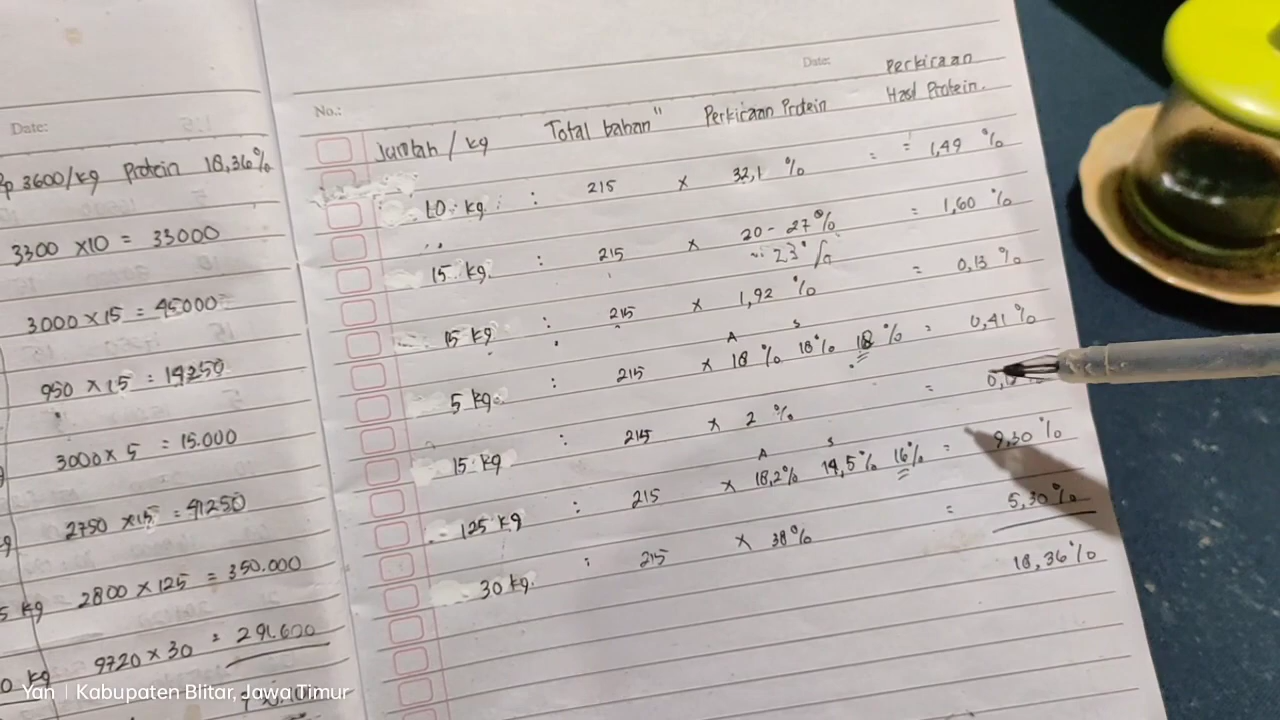 Date:
Rp 3600/kg Protein 18,36%
3300 x10 = 33000
3000 x 15 = 45000
950 x 15 = 14250
3000 x 5 = 15.000
2750 x15 = 41250
2800 x 125 = 350.000
9720 x 30 = 291.600
No.:
Date:
Jumlah / kg Total bahan" Perkiraan Protein Perkiraan Hasil Protein.
10 kg : 215 x 32,1 % = = 1,49 %
15 kg : 215 x 20 - 27% = 1,60 %
23%
15 kg : 215 x 1,92 % = 0,13 %
A S
5 kg : 215 x 18 % 18% 18 % = 0,41 %
15 kg : 215 x 2 % =
A S
125 kg : 215 x 18,2% 14,5% 16% = 9,30 %
30 kg. : 215 x 38% = 5,30%
18,36%
Yan | Kabupaten Blitar, Jawa Timur